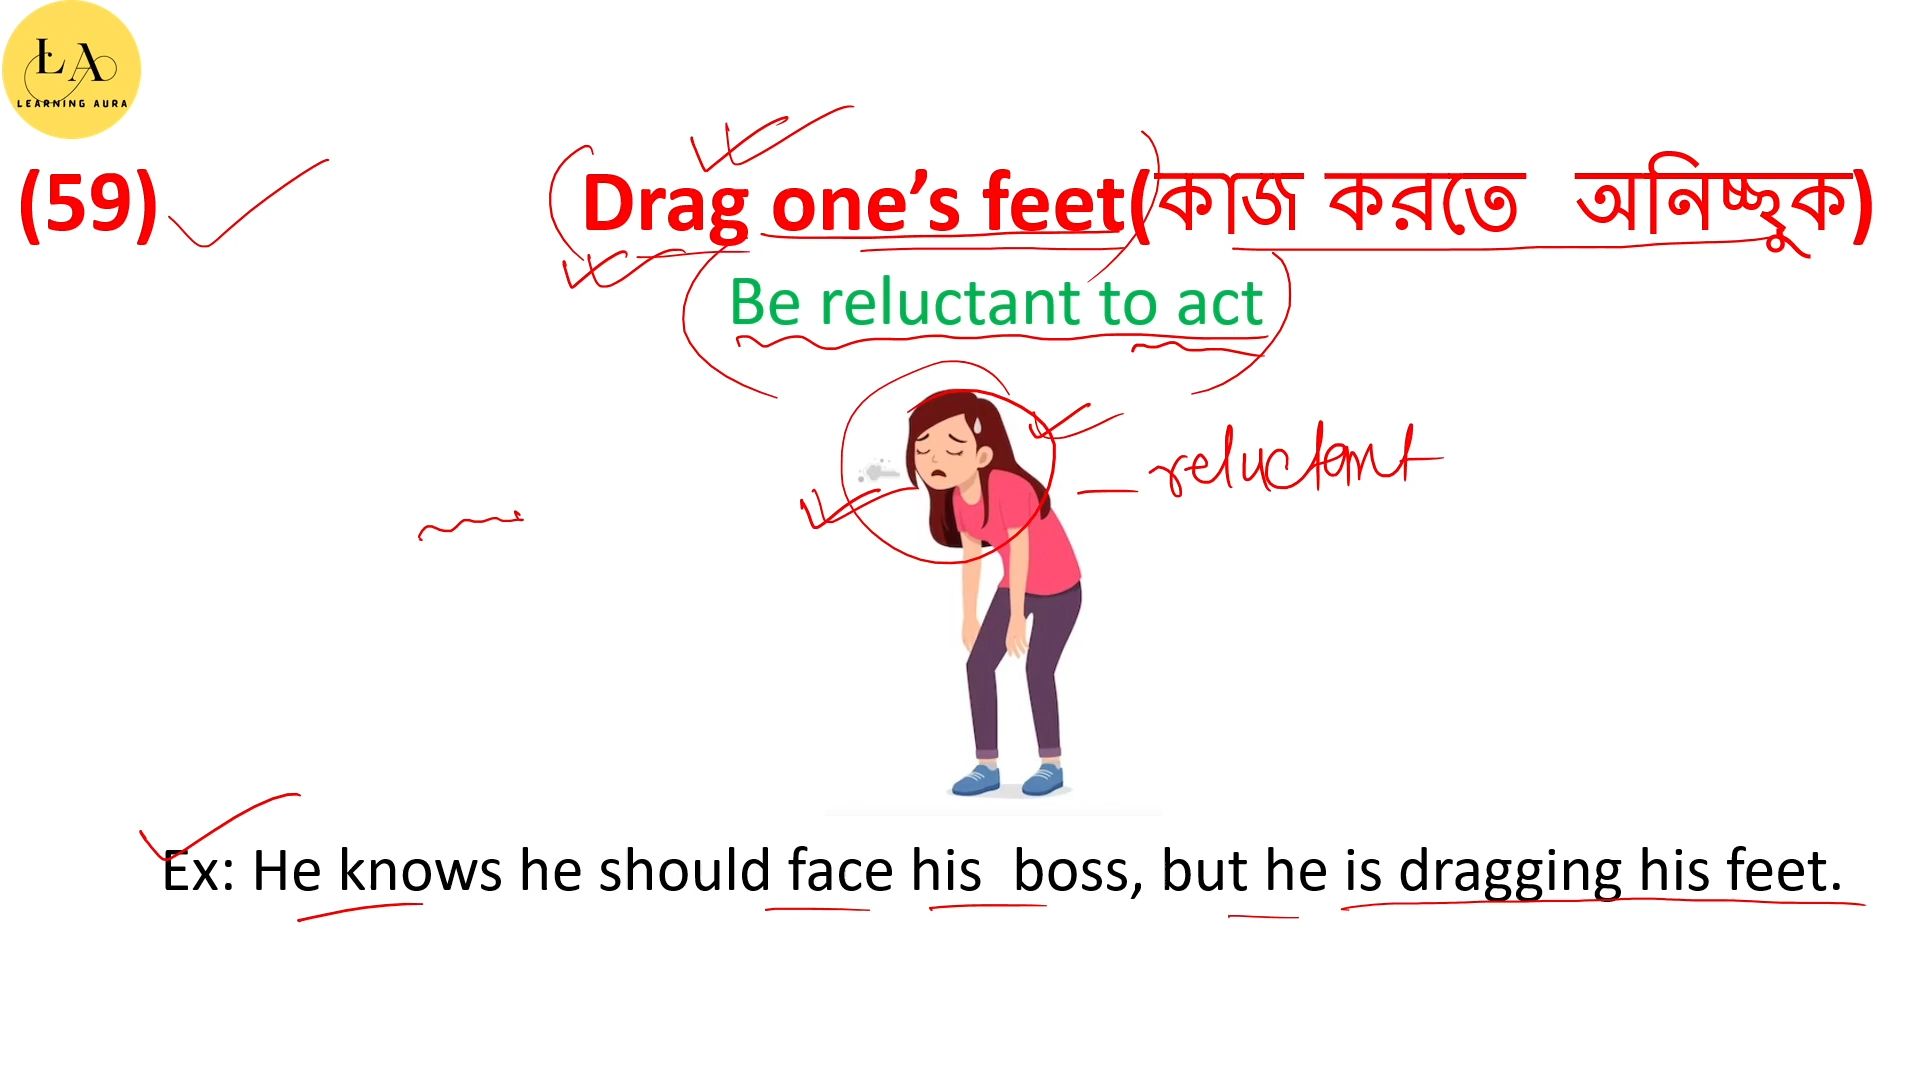 LA
LEARNING AURA
(59) Drag one’s feet(কাজ করতে অনিচ্ছুক)
Be reluctant to act
reluctant
Ex: He knows he should face his boss, but he is dragging his feet.